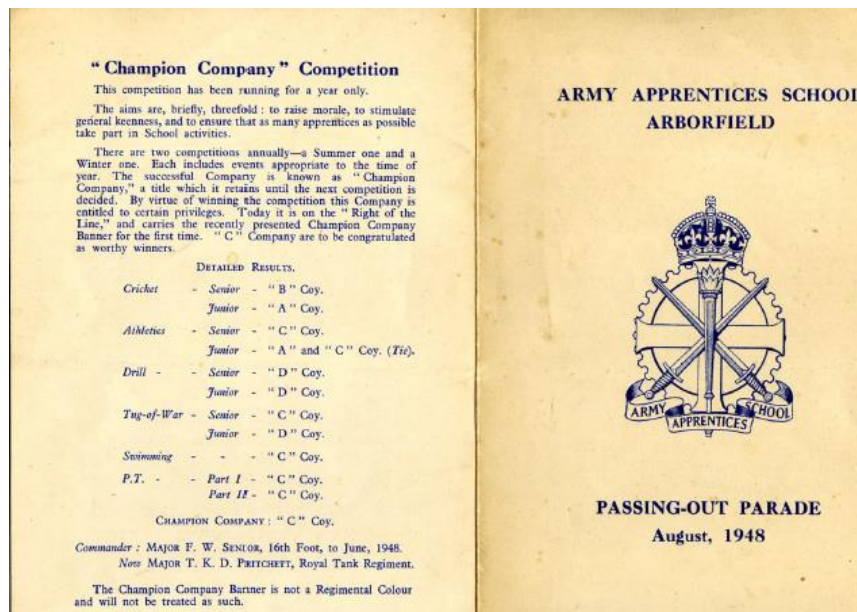 "Champion Company" Competition
This competition has been running for a year only.
The aims are, briefly, threefold : to raise morale, to stimulate
general keenness, and to ensure that as many apprentices as possible
take part in School activities.
There are two competitions annually—a Summer one and a
Winter one. Each includes events appropriate to the time of
year. The successful Company is known as "Champion
Company," a title which it retains until the next competition is
decided. By virtue of winning the competition this Company is
entitled to certain privileges. Today it is on the "Right of the
Line," and carries the recently presented Champion Company
Banner for the first time. "C" Company are to be congratulated
as worthy winners.
DETAILED RESULTS.
Cricket - Senior - "B" Coy.
Junior - "A" Coy.
Athletics - Senior - "C" Coy.
Junior - "A" and "C" Coy. (Tie).
Drill - - Senior - "D" Coy.
Junior - "D" Coy.
Tug-of-War - Senior - "C" Coy.
Junior - "D" Coy.
Swimming - - - "C" Coy.
P.T. - - Part I - "C" Coy.
Part II - "C" Coy.
CHAMPION COMPANY : "C" Coy.
Commander : MAJOR F. W. SENIOR, 16th Foot, to June, 1948.
Now MAJOR T. K. D. PRITCHETT, Royal Tank Regiment.
The Champion Company Banner is not a Regimental Colour
and will not be treated as such.
ARMY APPRENTICES SCHOOL
ARBORFIELD
ARMY APPRENTICES SCHOOL
PASSING-OUT PARADE
August, 1948